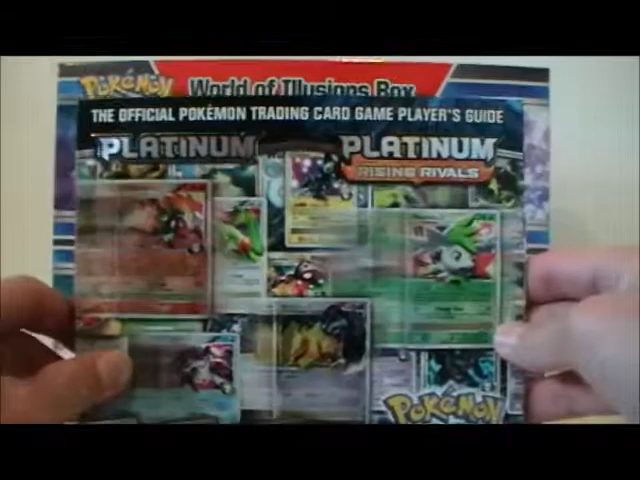 POKéMON
World of Illusions Box
THE OFFICIAL POKéMON TRADING CARD GAME PLAYER'S GUIDE
PLATINUM
PLATINUM
RISING RIVALS
POKéMON